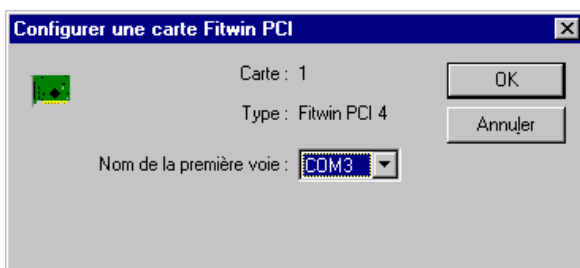 Configurer une carte Fitwin PCI
Carte : 1
OK
Type : Fitwin PCI 4
Annuler
Nom de la première voie : COM3